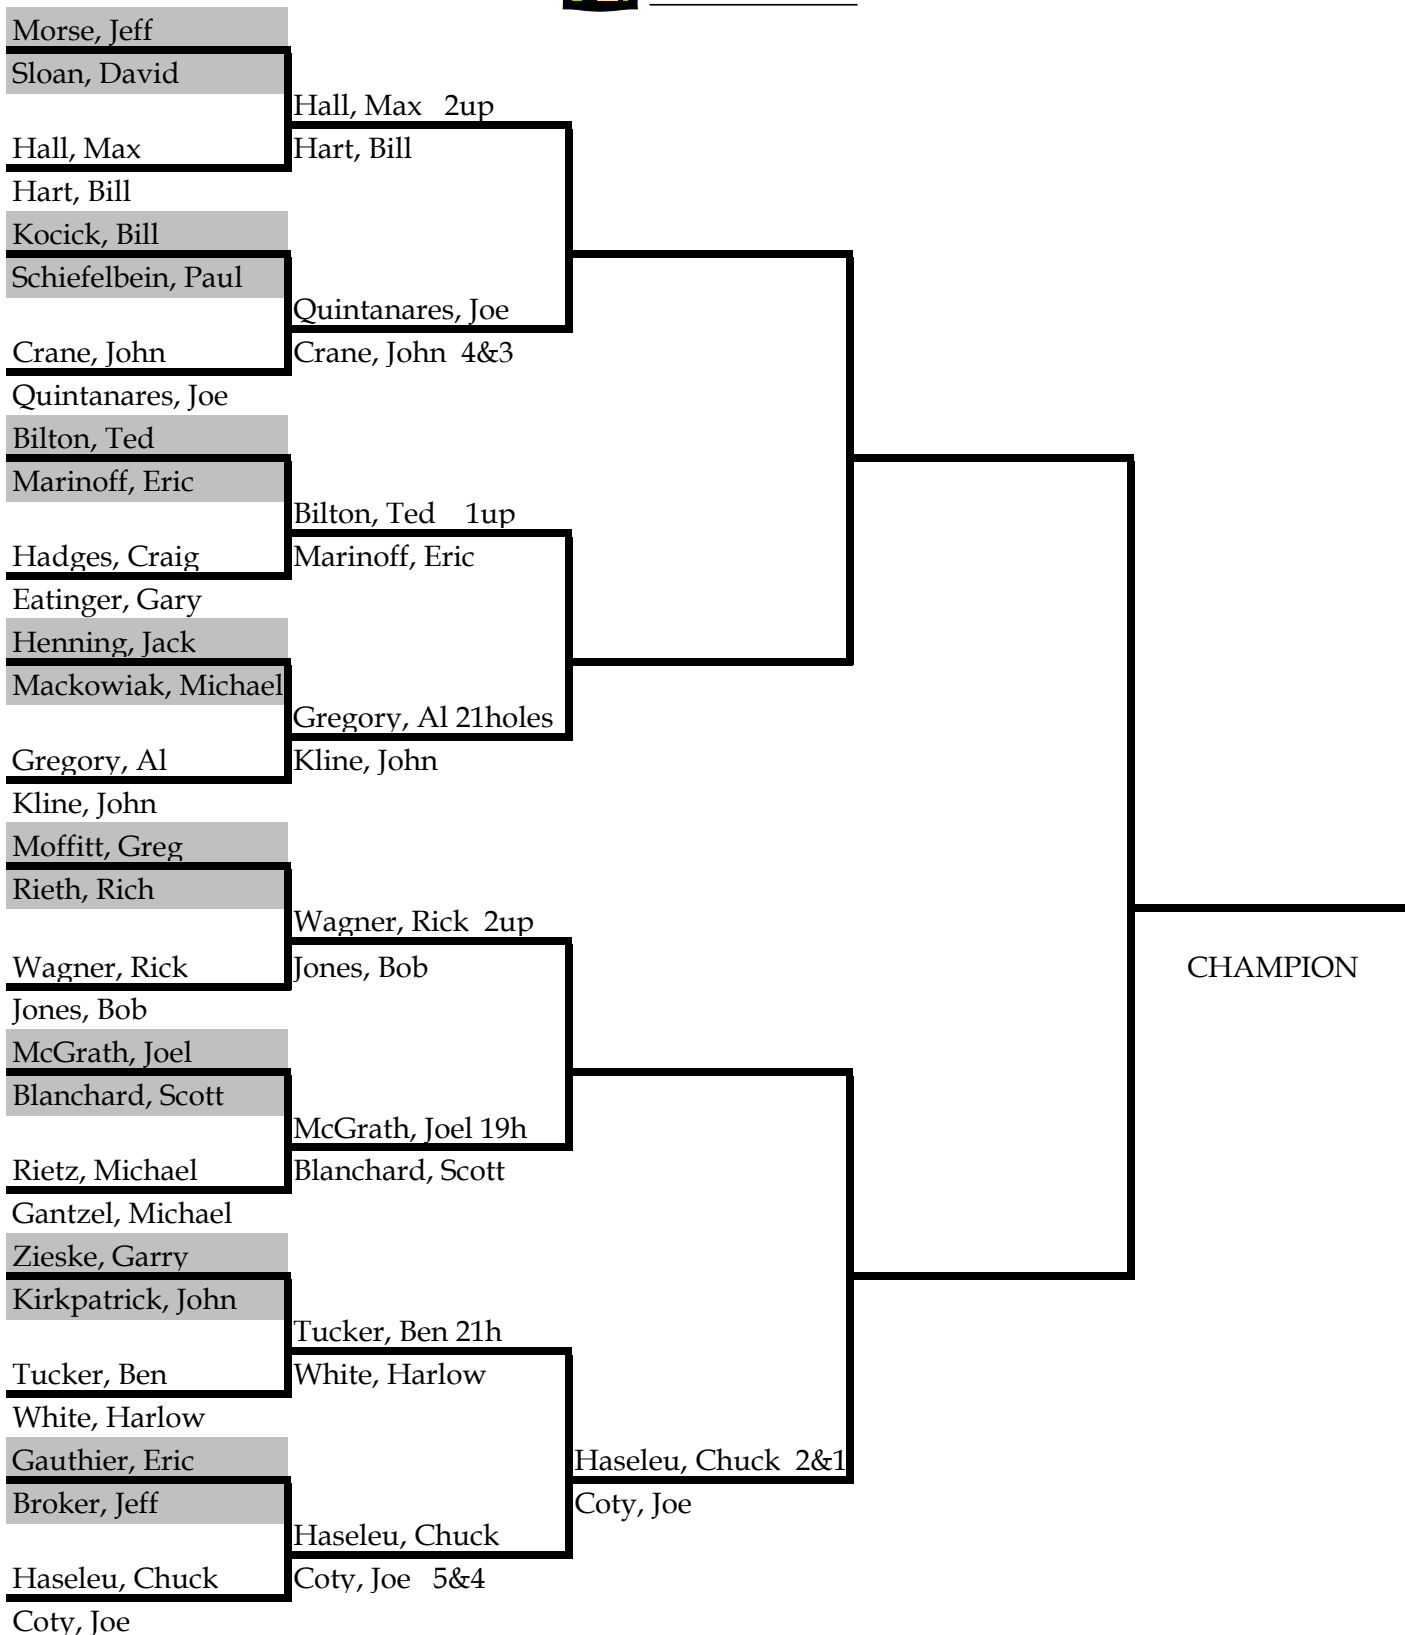 Morse, Jeff
Sloan, David
Hall, Max 2up
Hall, Max
Hart, Bill
Hart, Bill
Kocick, Bill
Schiefelbein, Paul
Quintanares, Joe
Crane, John
Crane, John 4&3
Quintanares, Joe
Bilton, Ted
Marinoff, Eric
Bilton, Ted 1up
Hadges, Craig
Marinoff, Eric
Eatinger, Gary
Henning, Jack
Mackowiak, Michael
Gregory, Al 21holes
Gregory, Al
Kline, John
Kline, John
Moffitt, Greg
Rieth, Rich
Wagner, Rick 2up
Wagner, Rick
Jones, Bob
CHAMPION
Jones, Bob
McGrath, Joel
Blanchard, Scott
McGrath, Joel 19h
Rietz, Michael
Blanchard, Scott
Gantzel, Michael
Zieske, Garry
Kirkpatrick, John
Tucker, Ben 21h
Tucker, Ben
White, Harlow
White, Harlow
Gauthier, Eric
Haseleu, Chuck 2&1
Broker, Jeff
Coty, Joe
Haseleu, Chuck
Haseleu, Chuck
Coty, Joe 5&4
Coty, Joe